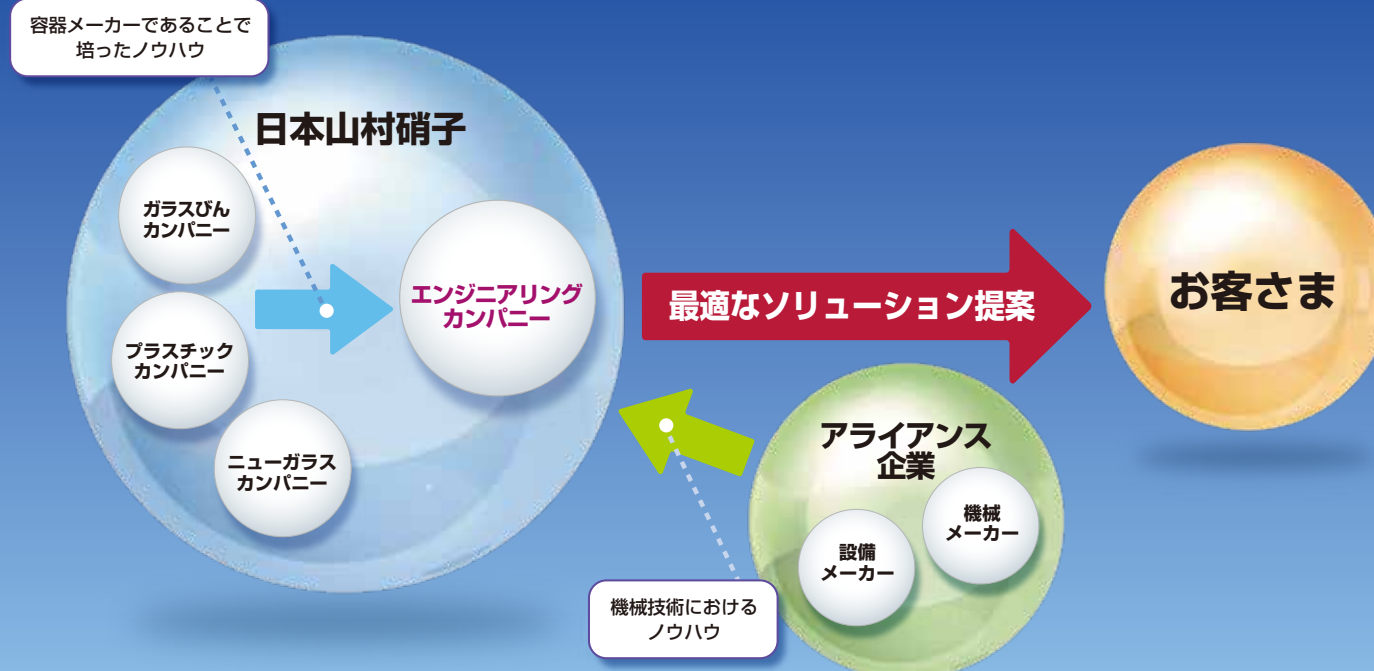 容器メーカーであることで
培ったノウハウ
日本山村硝子
ガラスびん
カンパニー
プラスチック
カンパニー
ニューガラス
カンパニー
エンジニアリング
カンパニー
最適なソリューション提案
お客さま
アライアンス
企業
機械
メーカー
設備
メーカー
機械技術における
ノウハウ